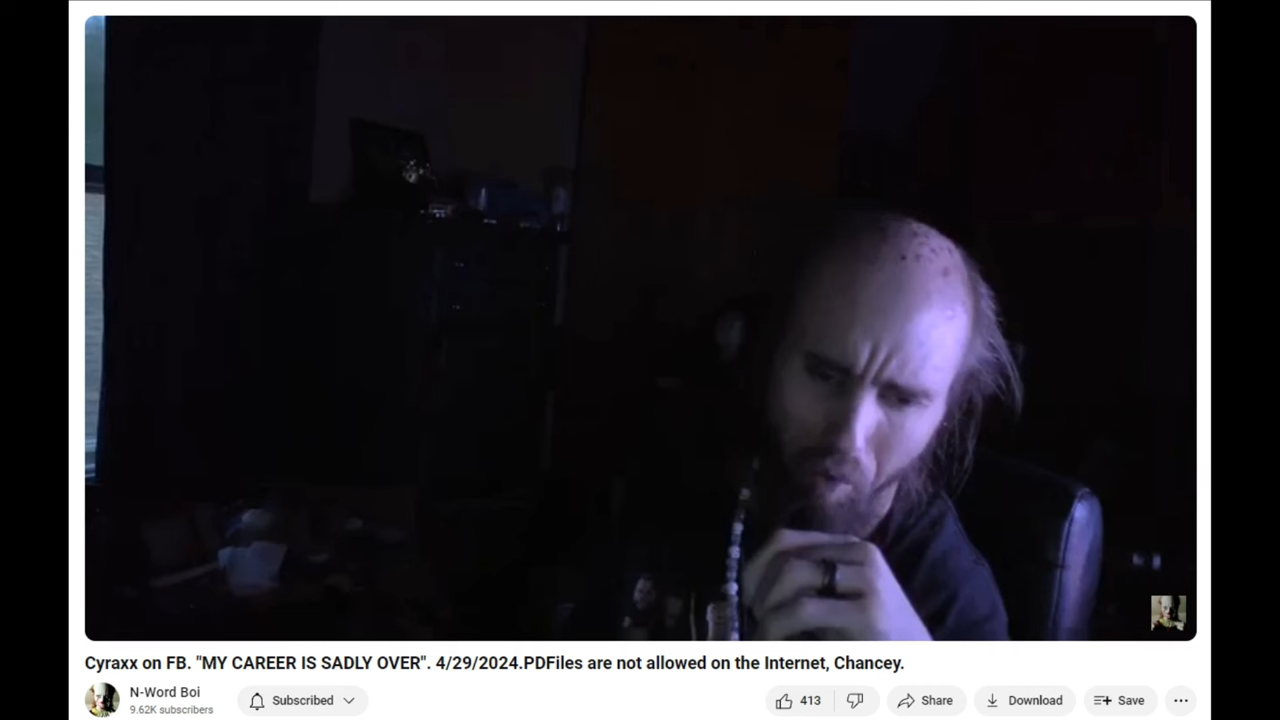 Cyraxx on FB. "MY CAREER IS SADLY OVER". 4/29/2024.PDFiles are not allowed on the Internet, Chancey.
N-Word Boi
9.62K subscribers
Subscribed
413
Share
Download
Save